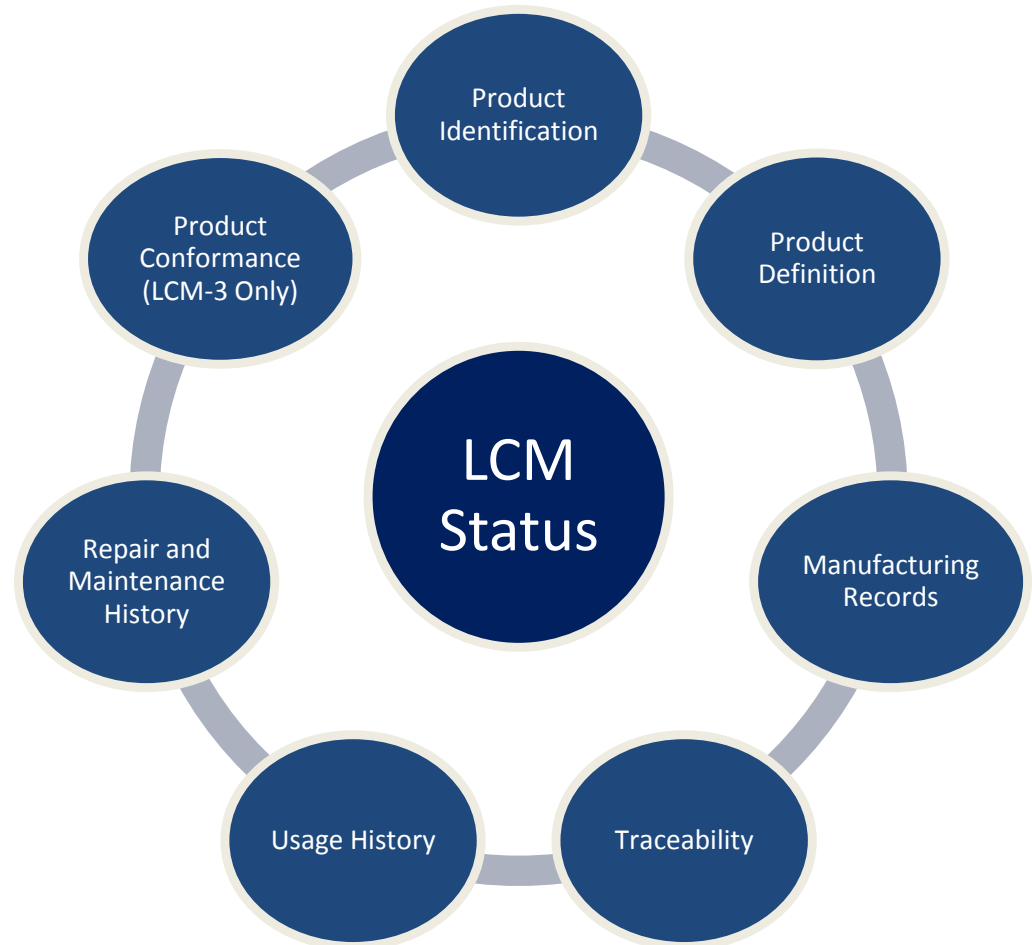 Product
Identification
Product
Definition
Manufacturing
Records
Traceability
Usage History
Repair and
Maintenance
History
Product
Conformance
(LCM-3 Only)
LCM
Status